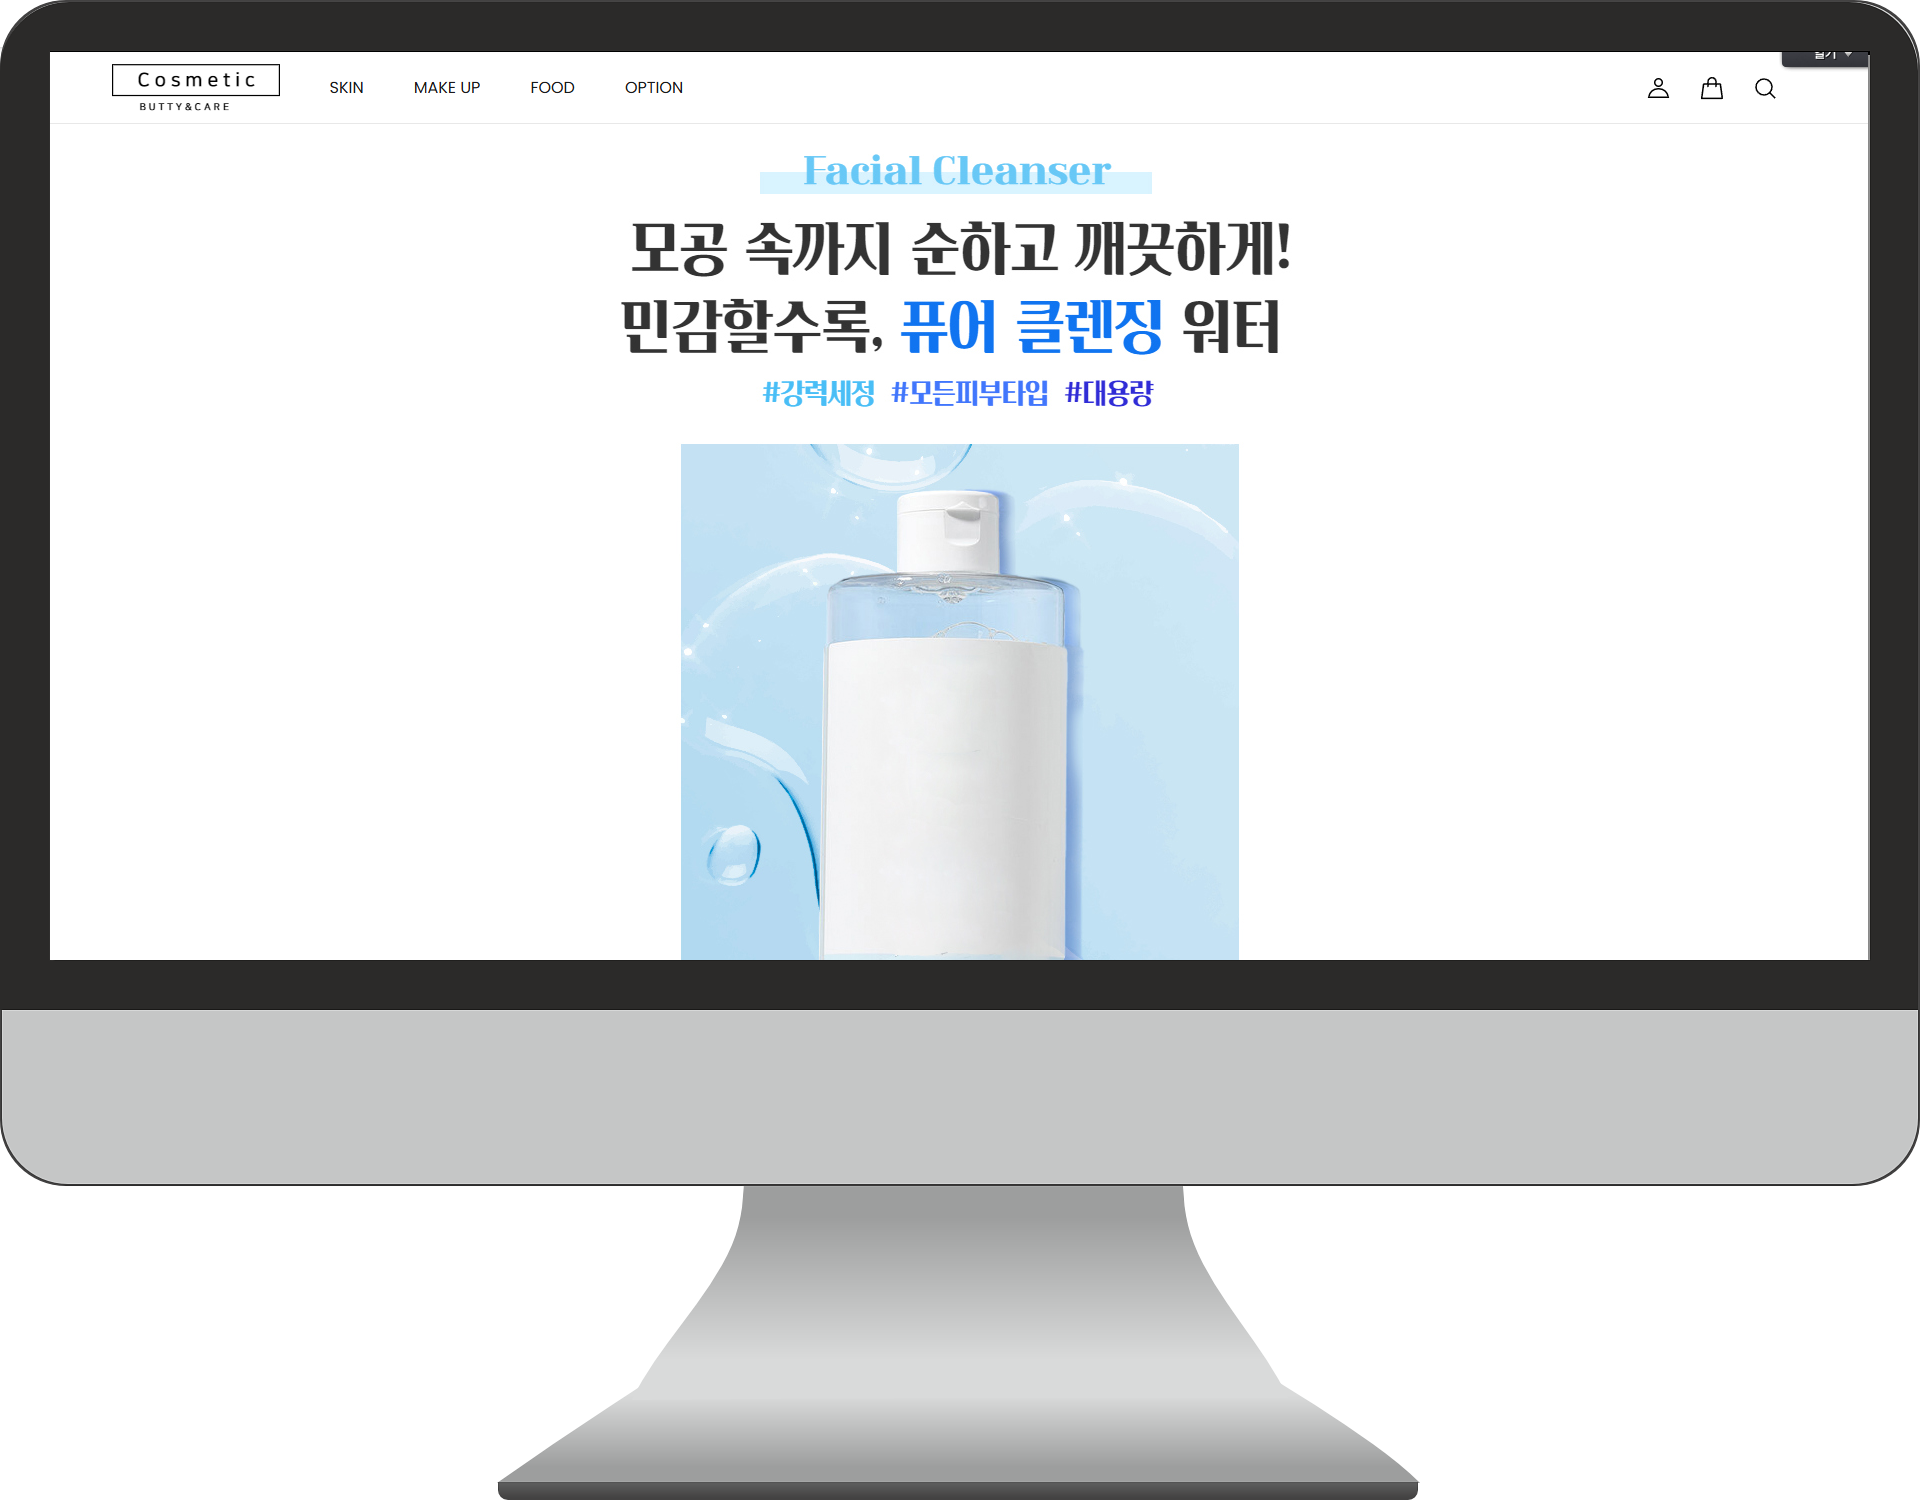 Cosmetic
BUTTY&CARE
SKIN MAKE UP FOOD OPTION
Facial Cleanser
모공 속까지 순하고 깨끗하게!
민감할수록, 퓨어 클렌징 워터
#강력세정 #모든피부타입 #대용량